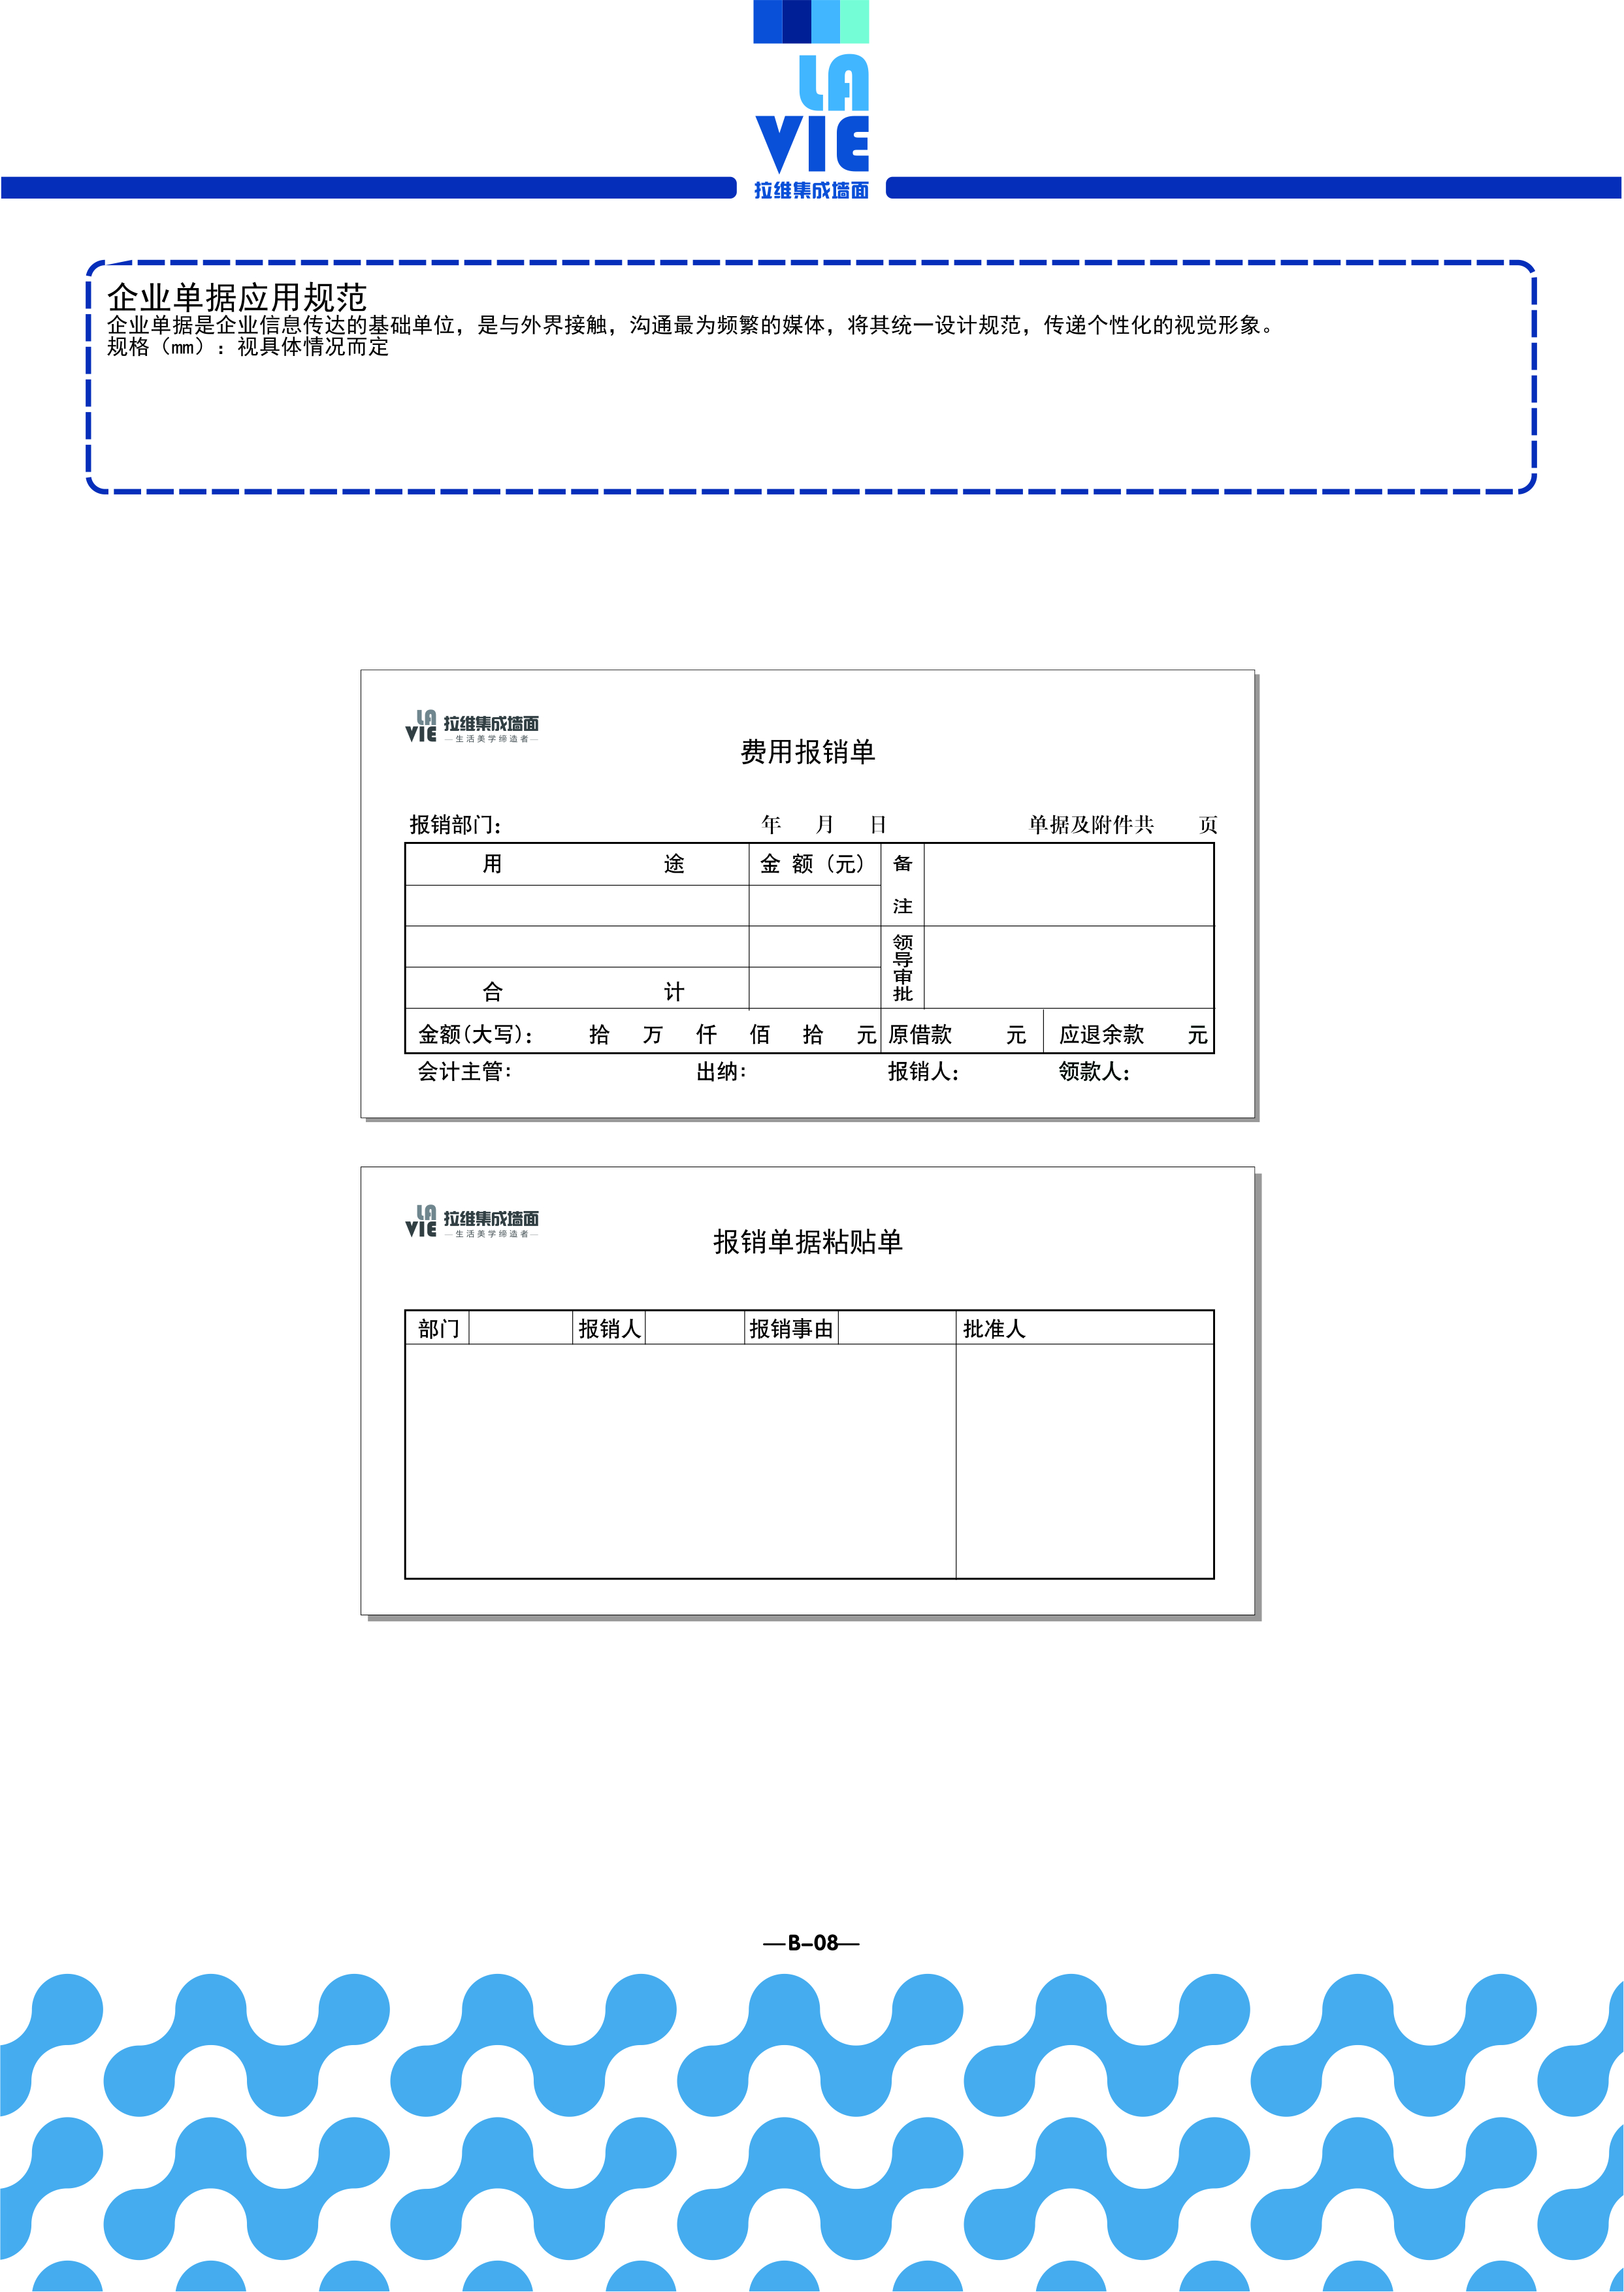 LA
VIE
拉维集成墙面
企业单据应用规范
企业单据是企业信息传达的基础单位，是与外界接触，沟通最为频繁的媒体，将其统一设计规范，传递个性化的视觉形象。
规格（mm）：视具体情况而定
LA
VIE
拉维集成墙面
—生活美学缔造者—
费用报销单
报销部门： 年 月 日 单据及附件共 页
用 途 金 额（元） 备注
领导审批
合 计
金额(大写)： 拾 万 仟 佰 拾 元 原借款 元 应退余款 元
会计主管： 出纳： 报销人： 领款人：
LA
VIE
拉维集成墙面
—生活美学缔造者—
报销单据粘贴单
部门 报销人 报销事由 批准人
—B-08—